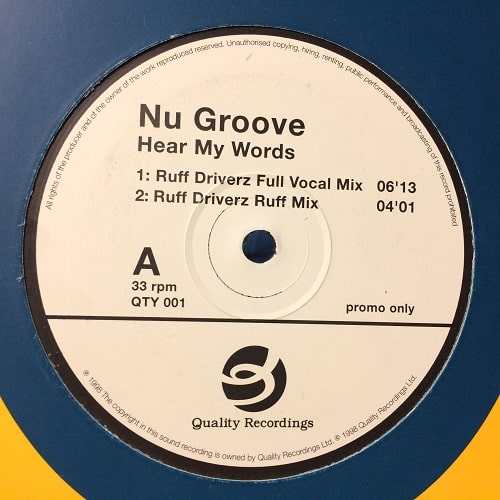 All rights of the producer and of the owner of the work reproduced reserved. Unauthorised copying, hiring, renting, public performance and broadcasting of this record prohibited
Nu Groove
Hear My Words
1: Ruff Driverz Full Vocal Mix 06'13
2: Ruff Driverz Ruff Mix 04'01
A
33 rpm
QTY 001
promo only
Quality Recordings
℗ 1998 The copyright in this sound recording is owned by Quality Recordings Ltd. ® 1998 Quality Recordings Ltd.